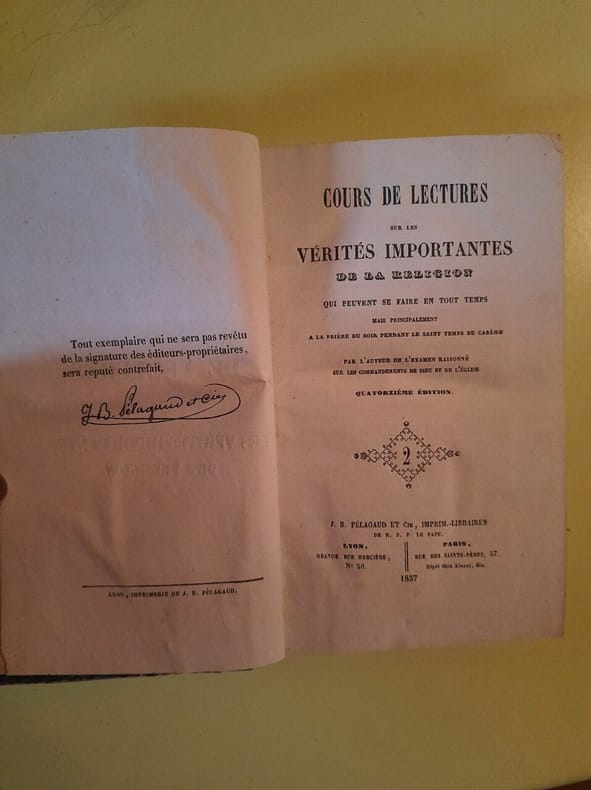 Tout exemplaire qui ne sera pas revêtu
de la signature des éditeurs-propriétaires,
sera reputé contrefait,
J. B. Pélagaud et Cie
LYON, IMPRIMERIE DE J. B. PÉLAGAUD.
COURS DE LECTURES
SUR LES
VÉRITÉS IMPORTANTES
DE LA RELIGION
QUI PEUVENT SE FAIRE EN TOUT TEMPS
MAIS PRINCIPALEMENT
A LA PRIÈRE DU SOIR PENDANT LE SAINT TEMPS DE CARÊME
PAR L'AUTEUR DE L'EXAMEN RAISONNÉ
SUR LES COMMANDEMENTS DE DIEU ET DE L'ÉGLISE
QUATORZIÈME ÉDITION.
2
J. B. PÉLAGAUD ET Cie, IMPRIM.-LIBRAIRES
DE N. S. P. LE PAPE.
LYON,
GRANDE RUE MERCIÈRE,
No 50.
PARIS,
RUE DES SAINTS-PÈRES, 57.
Dépôt chez
1857